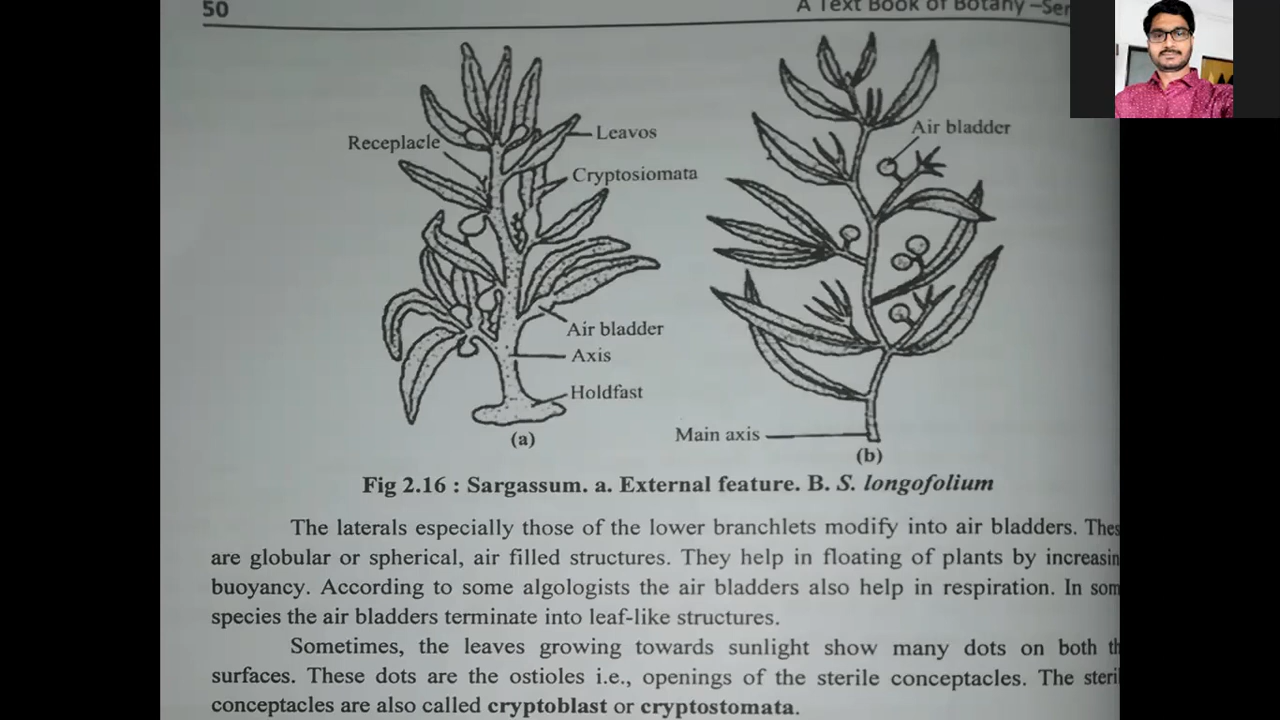 50
A Text Book of Botany –Ser
Receplacle
Leavos
Cryptosiomata
Air bladder
Air bladder
Axis
Holdfast
Main axis
(a)
(b)
Fig 2.16 : Sargassum. a. External feature. B. S. longofolium
The laterals especially those of the lower branchlets modify into air bladders. Thes
are globular or spherical, air filled structures. They help in floating of plants by increasin
buoyancy. According to some algologists the air bladders also help in respiration. In som
species the air bladders terminate into leaf-like structures.
Sometimes, the leaves growing towards sunlight show many dots on both th
surfaces. These dots are the ostioles i.e., openings of the sterile conceptacles. The steril
conceptacles are also called cryptoblast or cryptostomata.